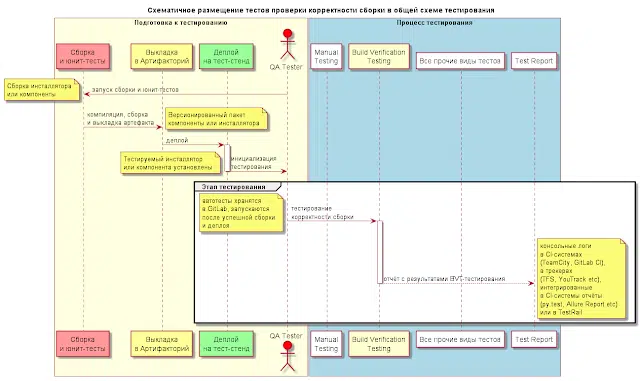 Схематичное размещение тестов проверки корректности сборки в общей схеме тестирования
Подготовка к тестированию
Процесс тестирования
Сборка
и юнит-тесты
Выкладка
в Артифакторий
Деплой
на тест-стенд
QA Tester
Manual
Testing
Build Verification
Testing
Все прочие виды тестов
Test Report
Сборка инсталлятора
или компоненты
запуск сборки и юнит-тестов
компиляция, сборка
и выкладка артефакта
Версионированный пакет
компоненты или инсталлятора
деплой
Тестируемый инсталлятор
или компонента установлены
инициализация
тестирования
Этап тестирования
автотесты хранятся
в GitLab, запускаются
после успешной сборки
и деплоя
тестирование
корректности сборки
консольные логи
в CI-системах
(TeamCity, GitLab CI),
в трекерах
(TFS, YouTrack etc),
интегрированные
в CI-системы отчёты
(py.test, Allure Report etc)
или в TestRail
отчёт с результатами BVT-тестирования
Сборка
и юнит-тесты
Выкладка
в Артифакторий
Деплой
на тест-стенд
QA Tester
Manual
Testing
Build Verification
Testing
Все прочие виды тестов
Test Report